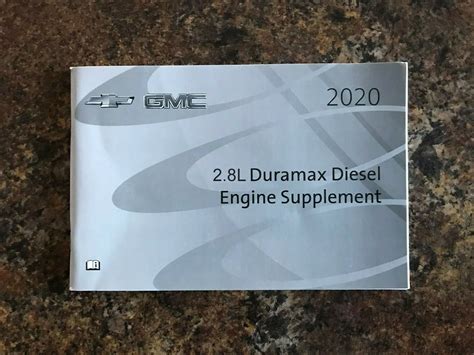 GMC
2020
2.8L Duramax Diesel
Engine Supplement